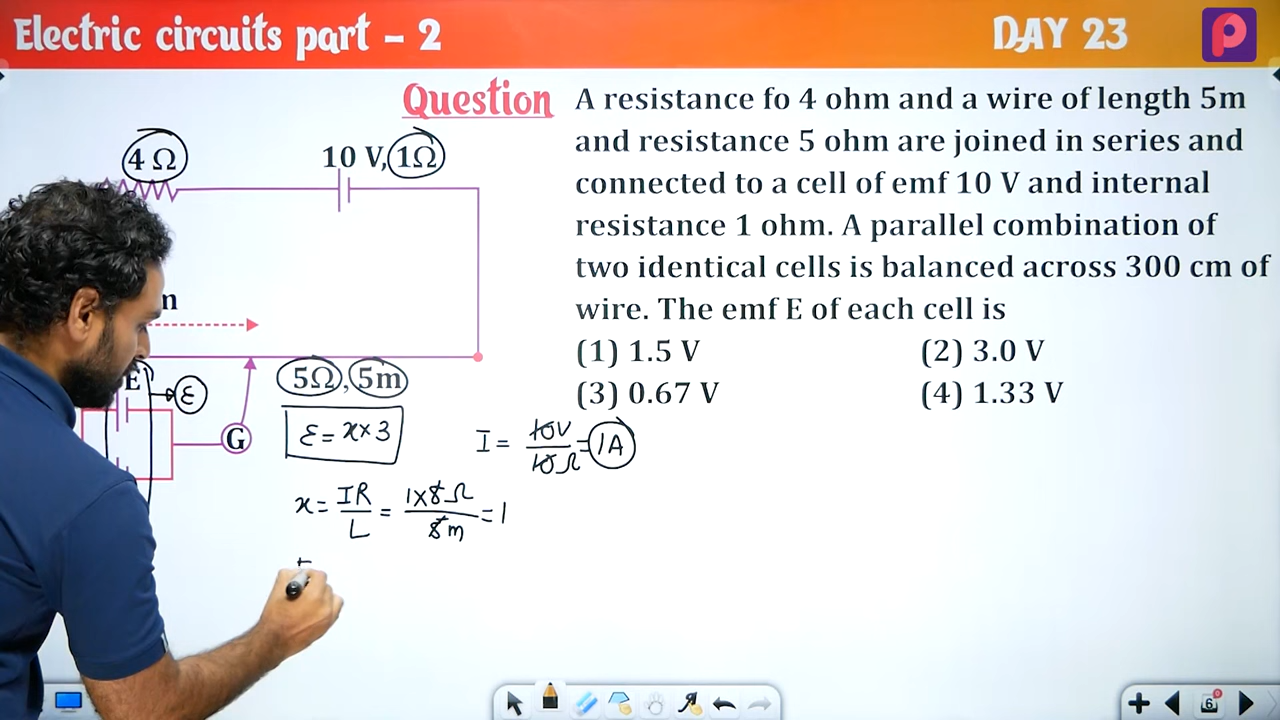 Electric circuits part – 2
DAY 23
Question
A resistance fo 4 ohm and a wire of length 5m
and resistance 5 ohm are joined in series and
connected to a cell of emf 10 V and internal
resistance 1 ohm. A parallel combination of
two identical cells is balanced across 300 cm of
wire. The emf E of each cell is
(1) 1.5 V
(2) 3.0 V
(3) 0.67 V
(4) 1.33 V
4 Ω
10 V, 1Ω
m
5Ω, 5m
E
ε
G
ε = x × 3
I = 10V / 10Ω = 1A
x = IR / L = 1×5Ω / 5m = 1
6